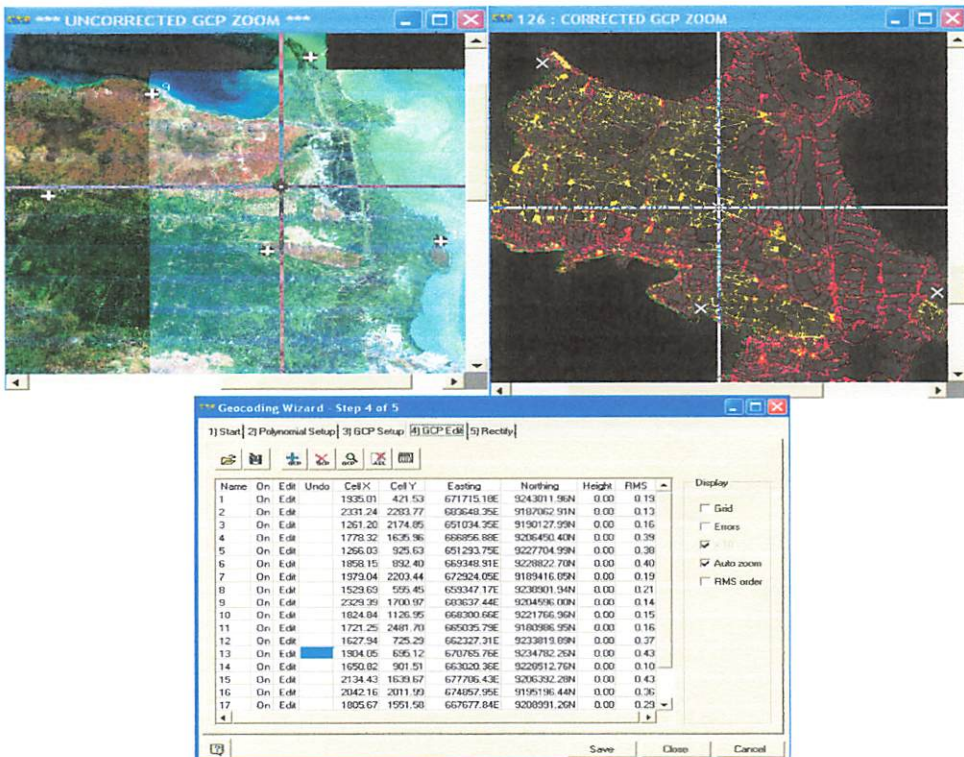 *** UNCORRECTED GCP ZOOM ***
126 : CORRECTED GCP ZOOM
Geocoding Wizard - Step 4 of 5
1) Start 2) Polynomial Setup 3) GCP Setup 4) GCP Edit 5) Rectify
Name On Edit Undo Cell X Cell Y Easting Northing Height RMS
1 On Edit 1935.01 421.53 671715.18E 9243011.96N 0.00 0.19
2 On Edit 2331.24 2283.77 683648.35E 9187062.91N 0.00 0.13
3 On Edit 1261.20 2174.85 651034.35E 9190127.99N 0.00 0.16
4 On Edit 1778.32 1635.96 666856.88E 9206450.40N 0.00 0.39
5 On Edit 1266.03 925.63 651293.75E 9227704.99N 0.00 0.38
6 On Edit 1858.15 892.40 669348.91E 9228822.70N 0.00 0.40
7 On Edit 1979.04 2203.44 672924.05E 9189416.05N 0.00 0.19
8 On Edit 1529.69 555.45 659347.17E 9238901.94N 0.00 0.21
9 On Edit 2329.39 1700.97 683637.44E 9204596.00N 0.00 0.14
10 On Edit 1824.84 1126.95 668300.66E 9221766.96N 0.00 0.15
11 On Edit 1721.25 2481.70 665035.79E 9180986.95N 0.00 0.16
12 On Edit 1627.94 725.29 662327.31E 9233819.89N 0.00 0.37
13 On Edit 1904.05 695.12 670765.76E 9234782.26N 0.00 0.43
14 On Edit 1650.82 901.51 663020.36E 9228512.76N 0.00 0.10
15 On Edit 2134.43 1639.67 677706.43E 9206392.28N 0.00 0.43
16 On Edit 2042.16 2011.99 674857.95E 9195196.44N 0.00 0.36
17 On Edit 1805.67 1551.58 667677.84E 9208991.26N 0.00 0.29
Display
Grid
Errors
Auto zoom
RMS order
Save Close Cancel